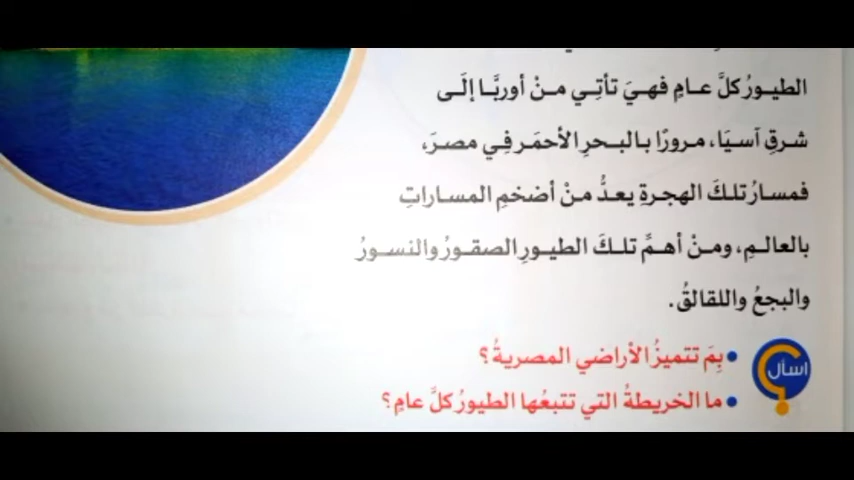 الطيورُ كلَّ عامٍ فهيَ تأتِي منْ أوربَّا إلَى
شرقِ آسيَا، مرورًا بالبحرِ الأحمَر فِي مصرَ،
فمسارُ تلكَ الهجرةِ يعدُّ منْ أضخمِ المساراتِ
بالعالمِ، ومنْ أهمِّ تلكَ الطيورِ الصقورُ والنسورُ
والبجعُ واللقالقُ.
اسأل
• بِمَ تتميزُ الأراضي المصريةُ؟
• ما الخريطةُ التي تتبعُها الطيورُ كلَّ عامٍ؟